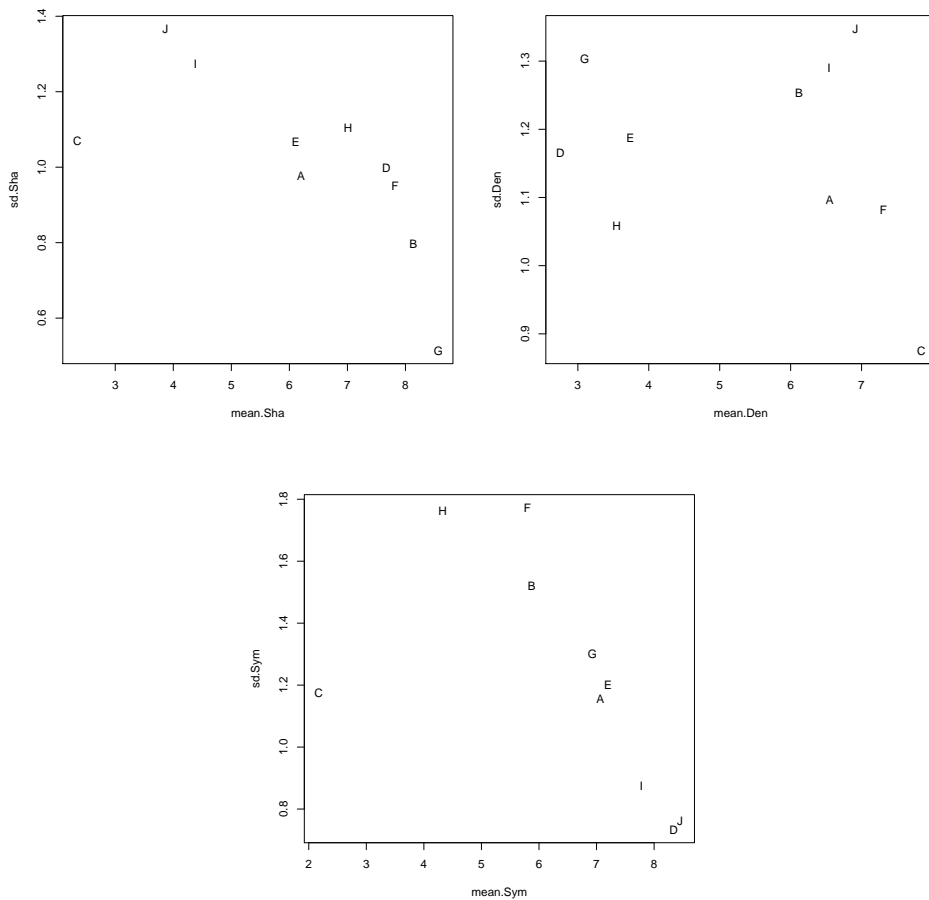 1.4
1.2
1.0
0.8
0.6
sd.Sha
J
I
C
H
E
A
D
F
B
G
3 4 5 6 7 8
mean.Sha
1.3
1.2
1.1
1.0
0.9
sd.Den
J
G
I
B
E
D
A
F
H
C
3 4 5 6 7
mean.Den
1.8
1.6
1.4
1.2
1.0
0.8
sd.Sym
F
H
B
G
E
C
A
I
J
D
2 3 4 5 6 7 8
mean.Sym